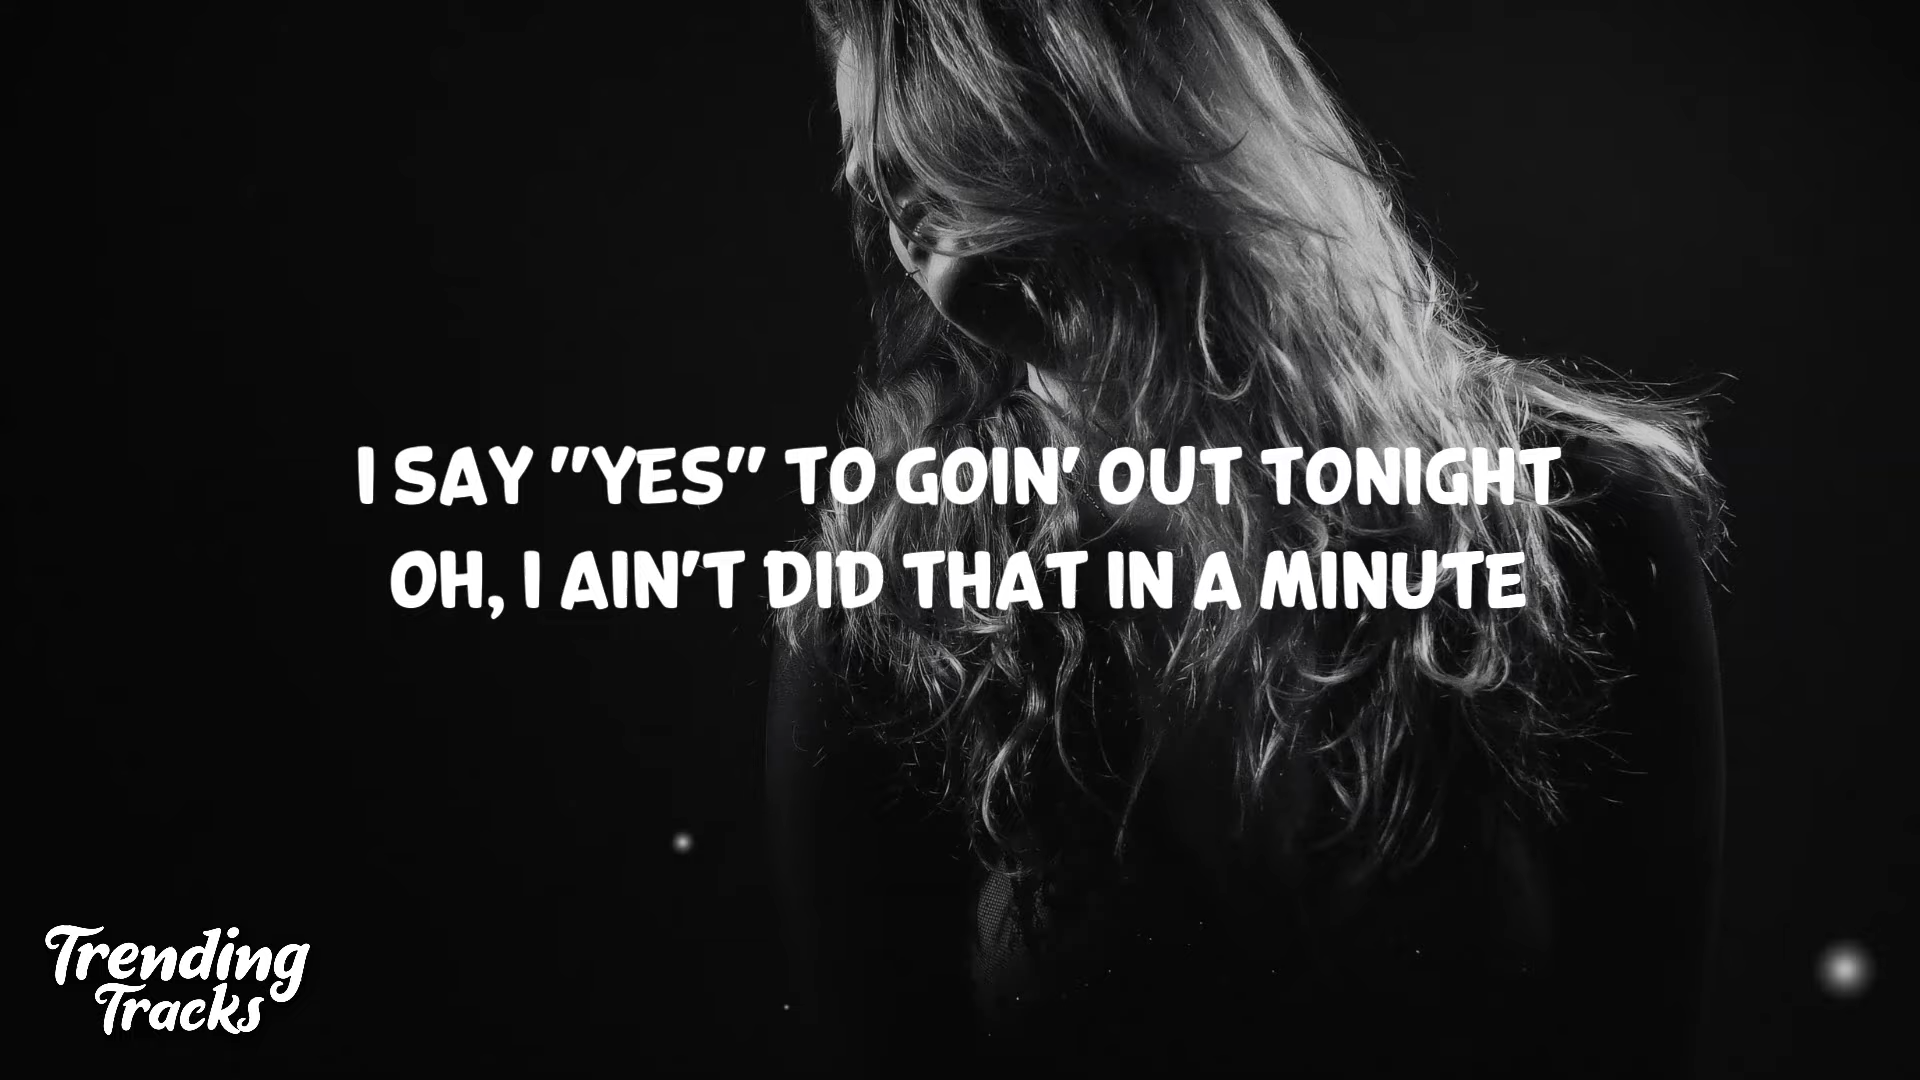 I SAY "YES" TO GOIN' OUT TONIGHT
OH, I AIN'T DID THAT IN A MINUTE
Trending
Tracks